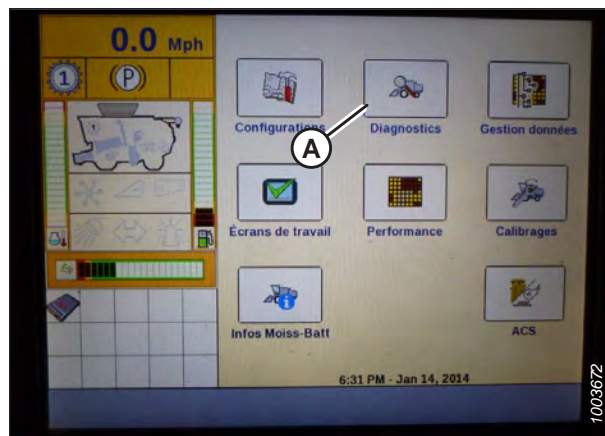 0.0 Mph
1 (P)
Configurations Diagnostics Gestion données
A
Écrans de travail Performance Calibrages
Infos Moiss-Batt ACS
6:31 PM - Jan 14, 2014
1003672